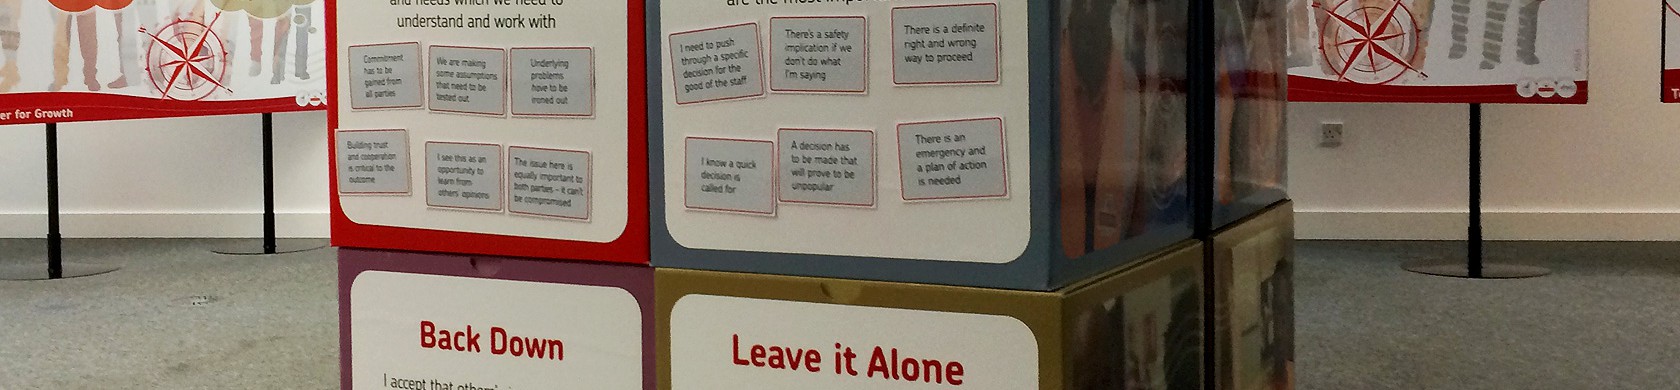 er for Growth
and needs which we need to
understand and work with
Commitment
has to be
gained from
all parties
We are making
some assumptions
that need to be
tested out
Underlying
problems
have to be
ironed out
Building trust
and cooperation
is critical to the
outcome
I see this as an
opportunity to
learn from
others' opinions
The issue here is
equally important to
both parties - it can't
be compromised
are the most
I need to push
through a specific
decision for the
good of the staff
There's a safety
implication if we
don't do what
I'm saying
There is a definite
right and wrong
way to proceed
I know a quick
decision is
called for
A decision has
to be made that
will prove to be
unpopular
There is an
emergency and
a plan of action
is needed
Back Down
I accept that
Leave it Alone